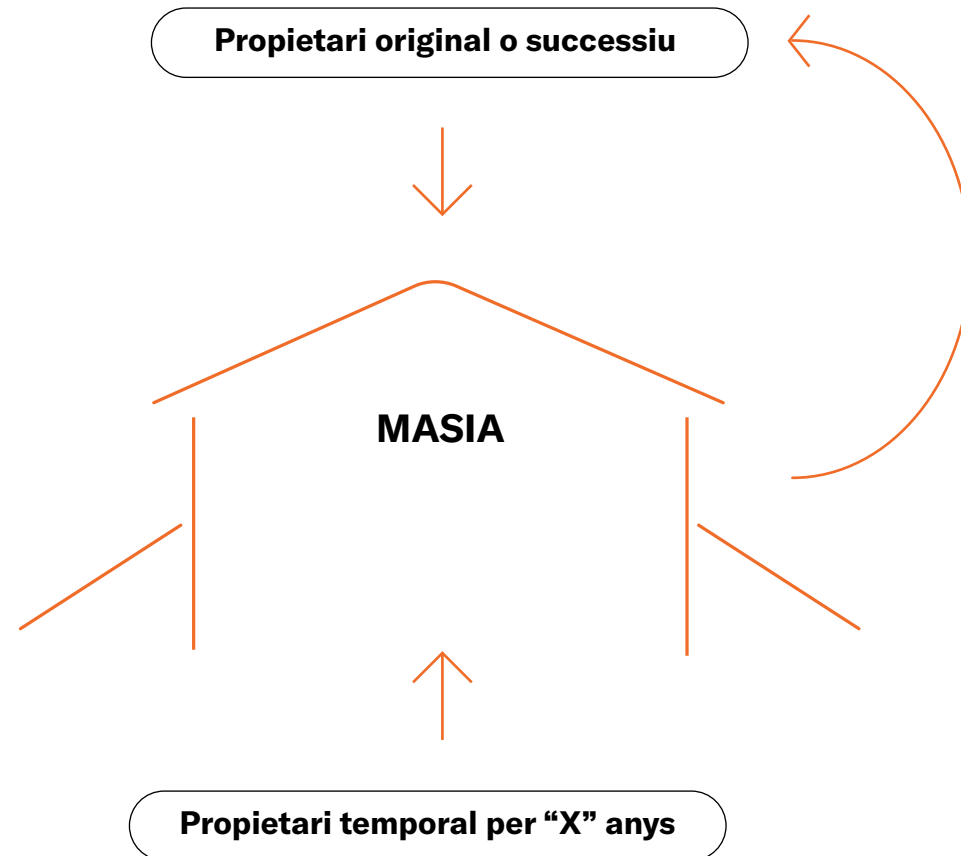 Propietari original o successiu
MASIA
Propietari temporal per “X” anys